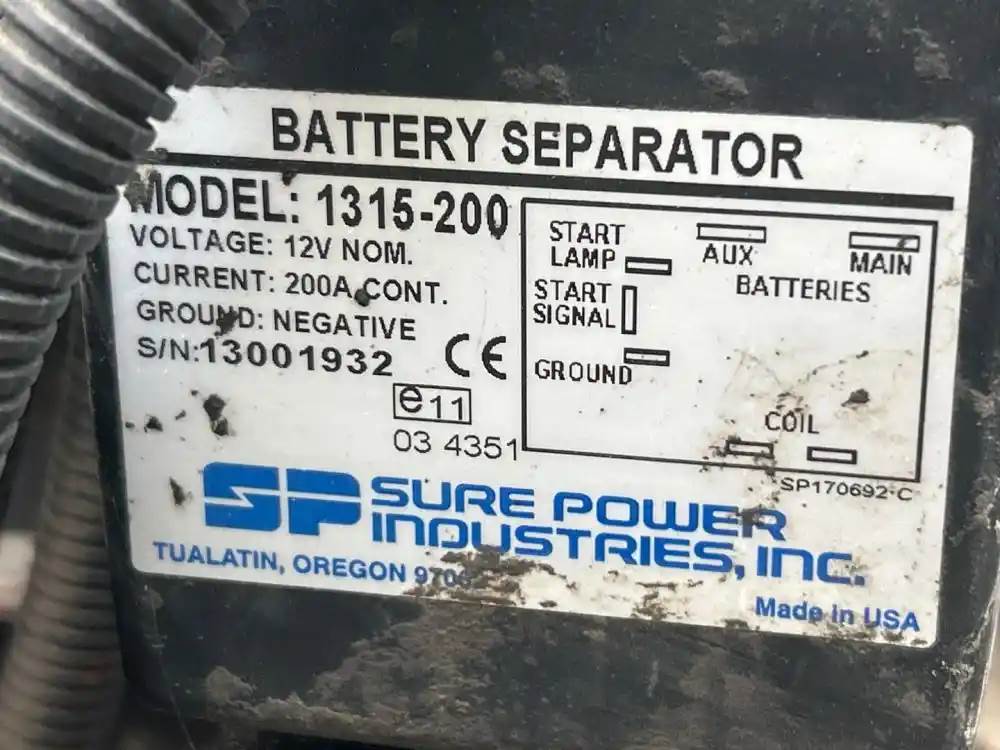 BATTERY SEPARATOR
MODEL: 1315-200
VOLTAGE: 12V NOM.
CURRENT: 200A CONT.
GROUND: NEGATIVE
S/N:13001932
CE
e11
03 4351
START
LAMP
START
SIGNAL
GROUND
AUX
MAIN
BATTERIES
COIL
SP170692-C
SP
SURE POWER
INDUSTRIES, INC.
TUALATIN, OREGON
Made in USA